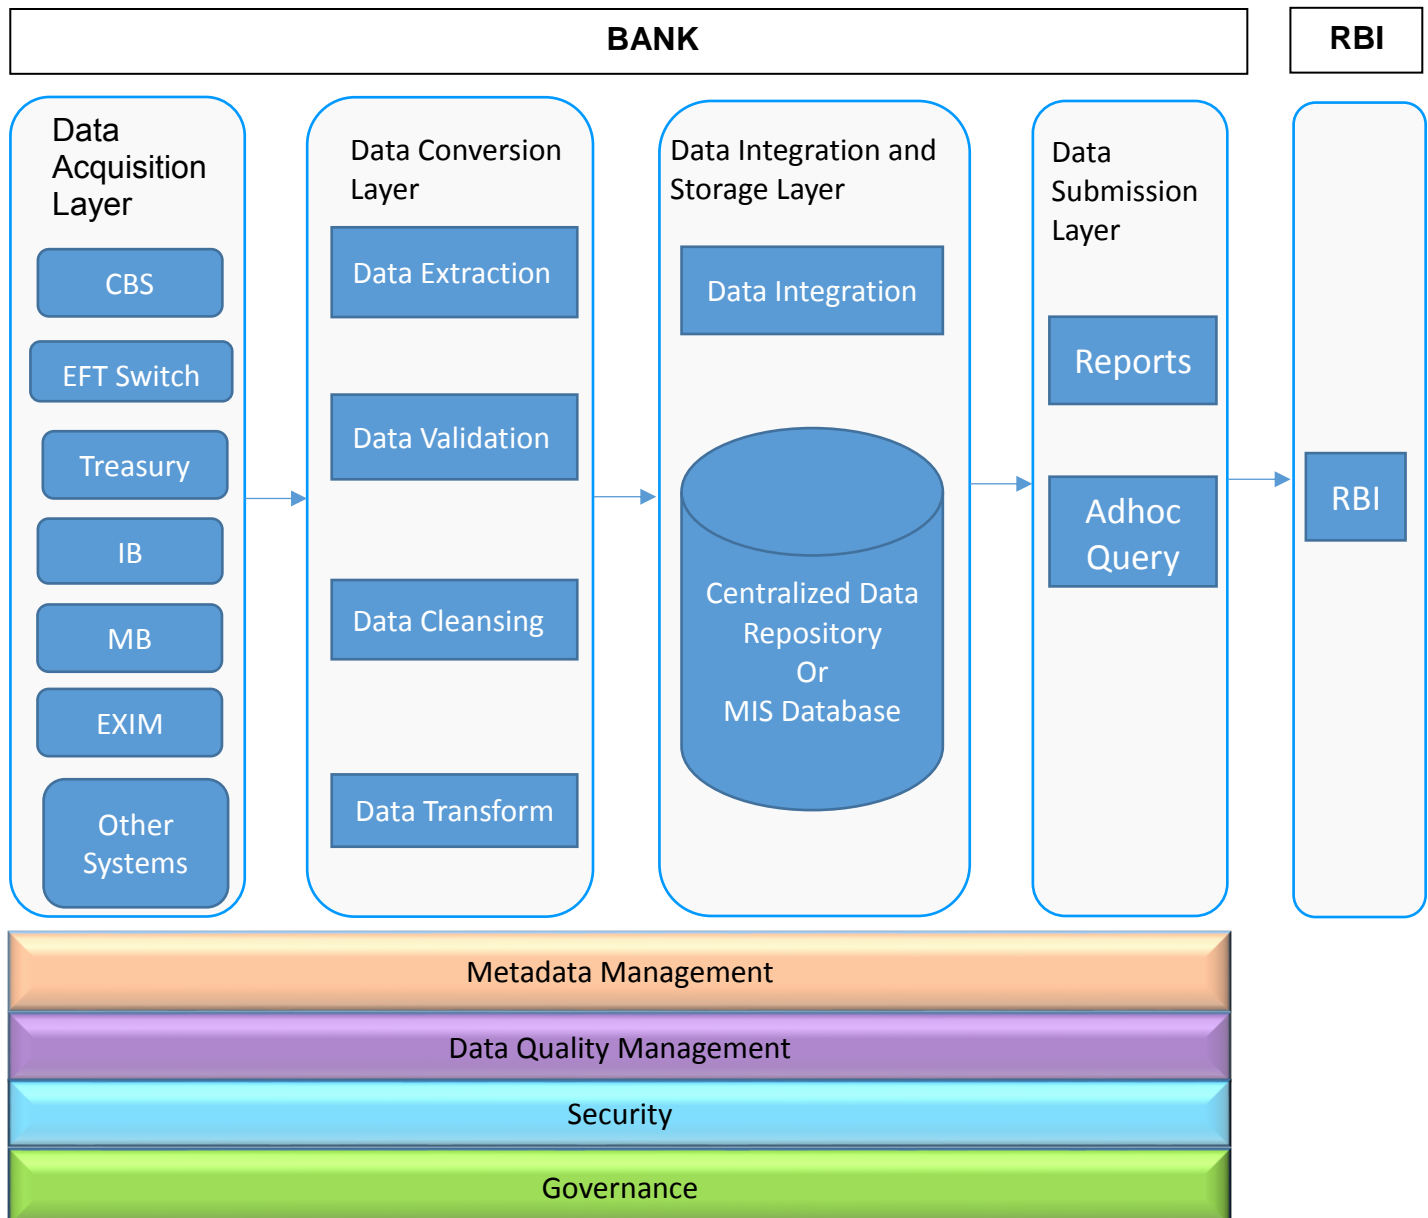 BANK
RBI
Data
Acquisition
Layer
CBS
EFT Switch
Treasury
IB
MB
EXIM
Other
Systems
Data Conversion
Layer
Data Extraction
Data Validation
Data Cleansing
Data Transform
Data Integration and
Storage Layer
Data Integration
Centralized Data
Repository
Or
MIS Database
Data
Submission
Layer
Reports
Adhoc
Query
RBI
Metadata Management
Data Quality Management
Security
Governance